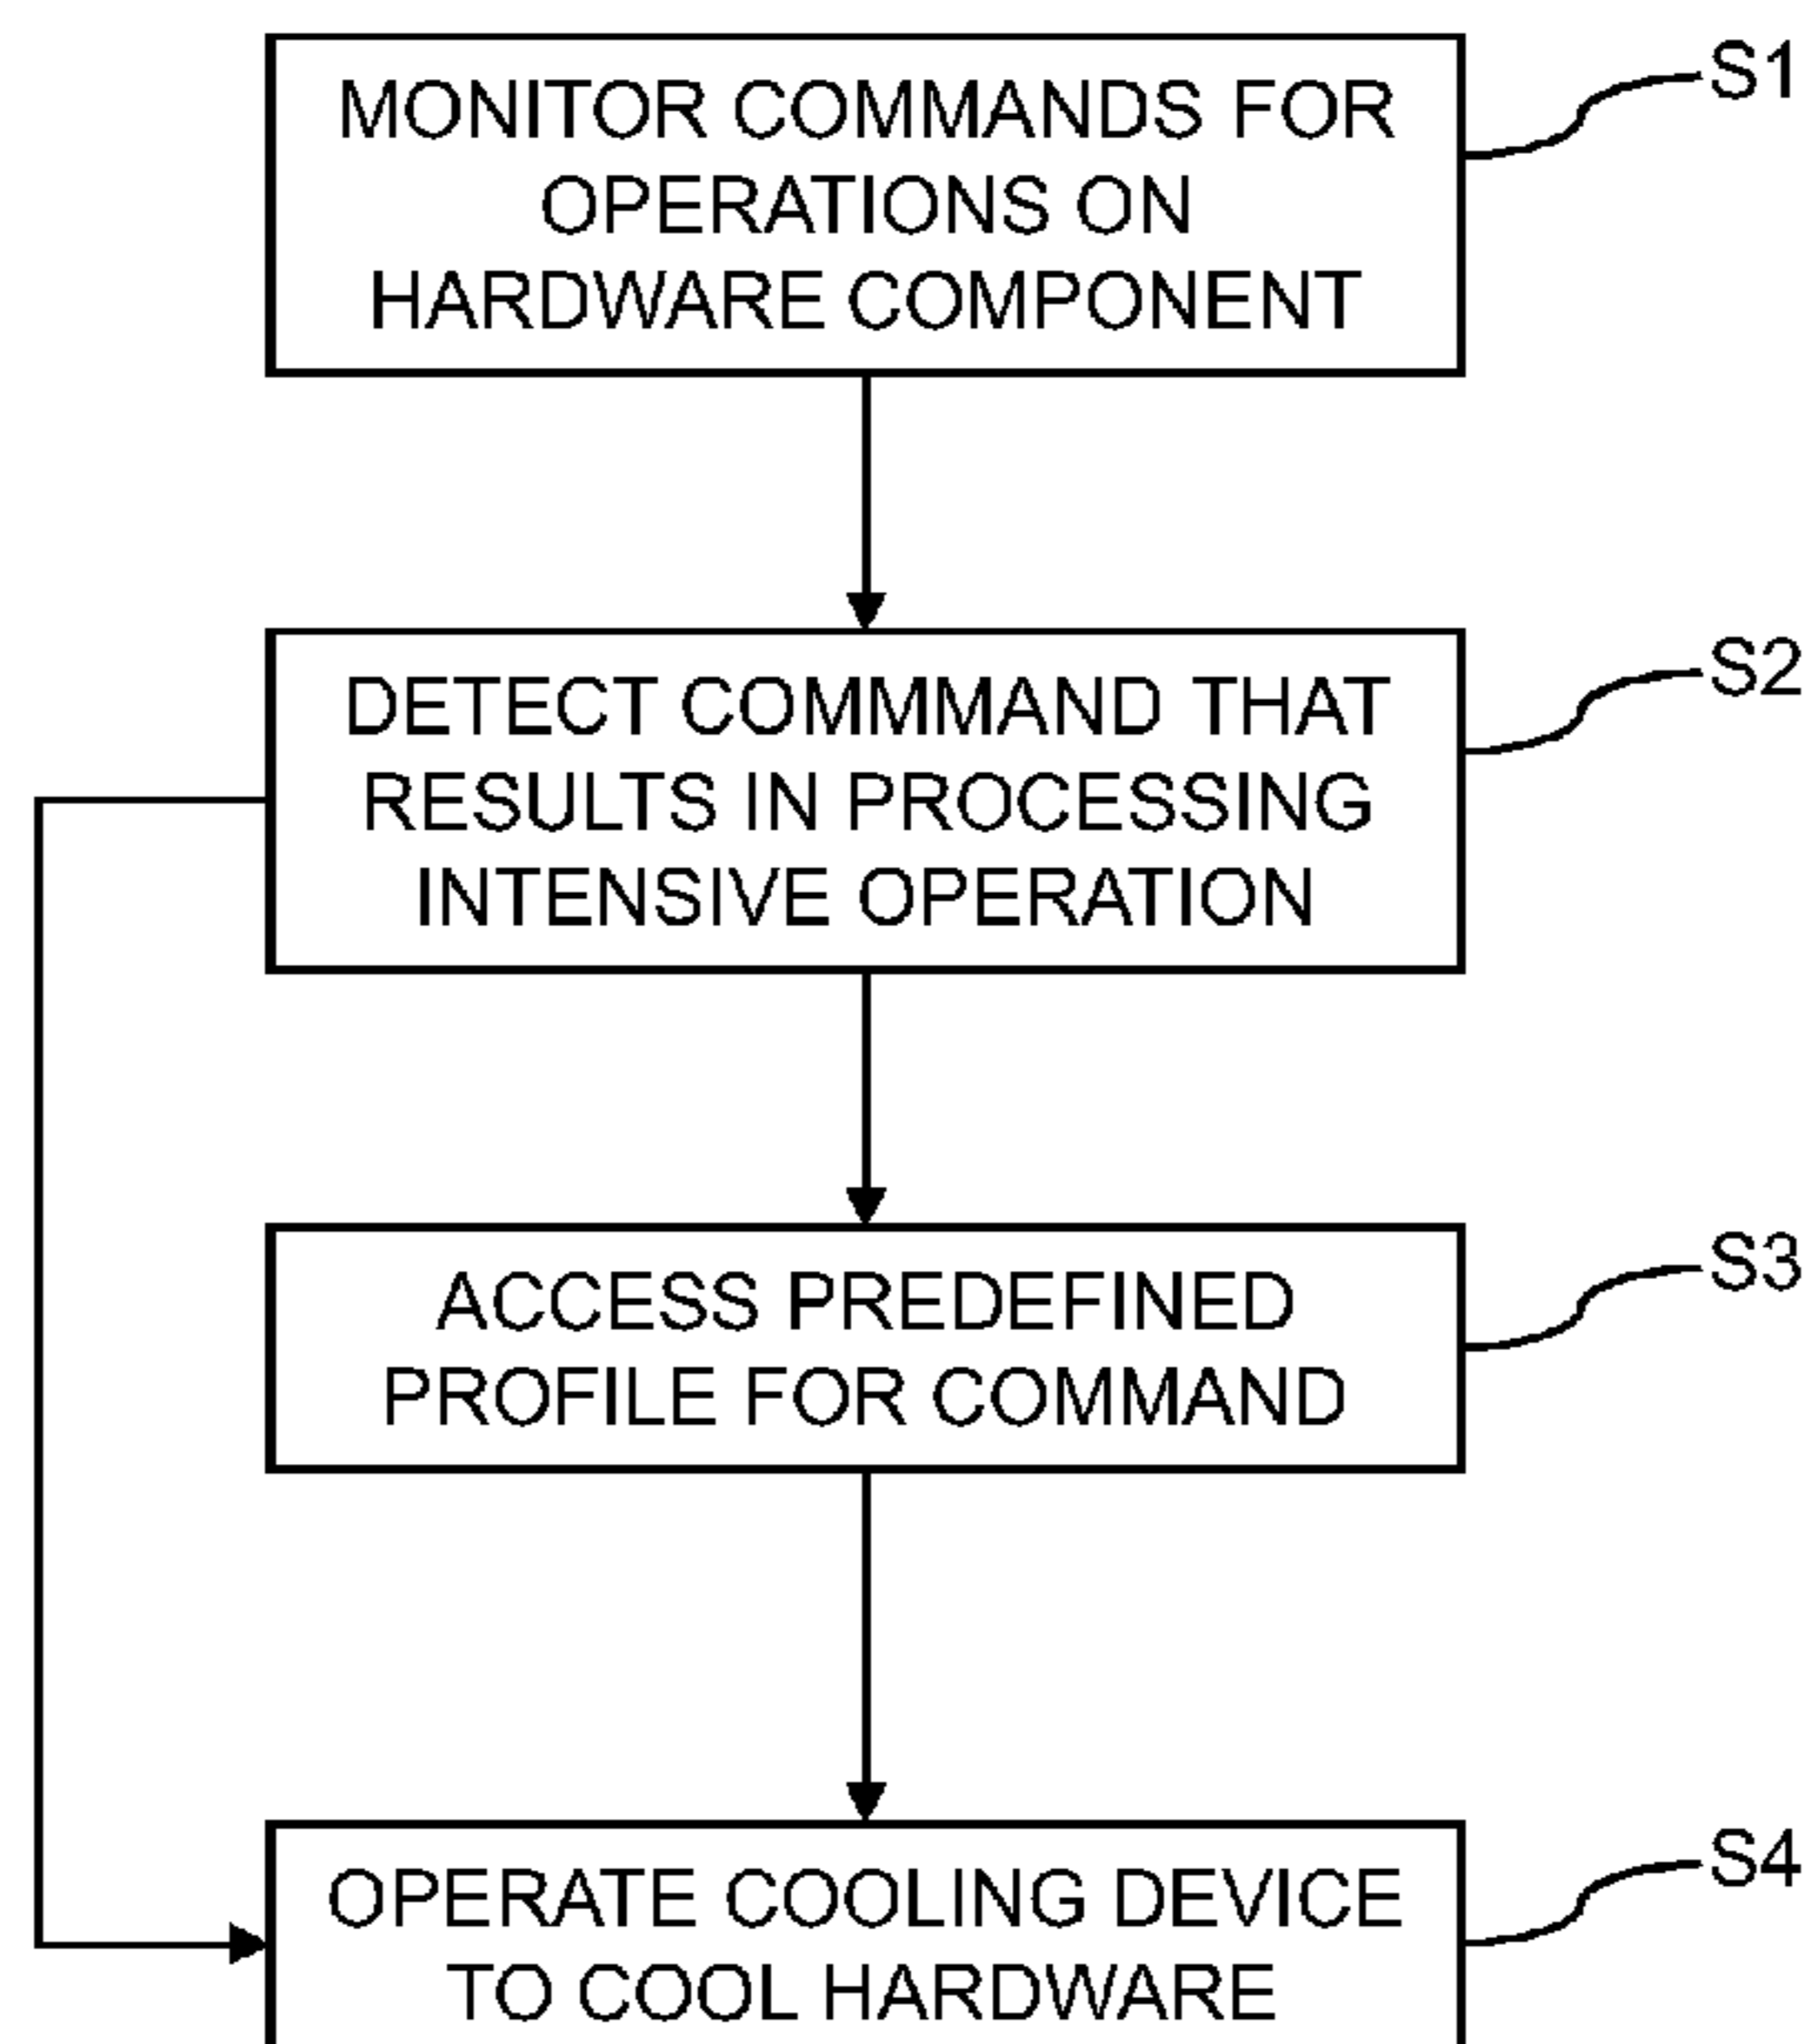 MONITOR COMMANDS FOR
OPERATIONS ON
HARDWARE COMPONENT
S1
DETECT COMMMAND THAT
RESULTS IN PROCESSING
INTENSIVE OPERATION
S2
ACCESS PREDEFINED
PROFILE FOR COMMAND
S3
OPERATE COOLING DEVICE
TO COOL HARDWARE
S4